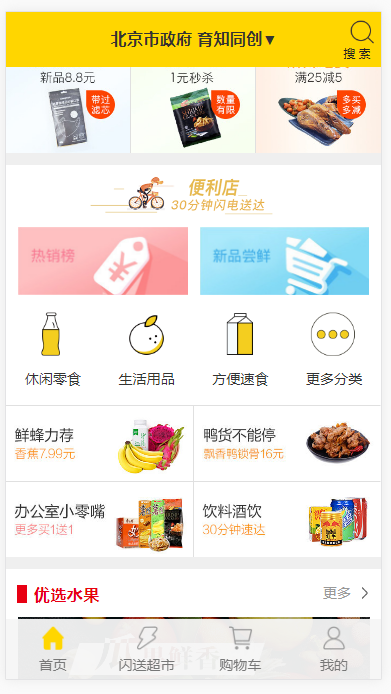 北京市政府 育知同创▼
搜 索
新品8.8元
1元秒杀
满25减5
带过
滤芯
数量
有限
多买
多减
便利店
30分钟闪电送达
热销榜
新品尝鲜
休闲零食
生活用品
方便速食
更多分类
鲜蜂力荐
香蕉7.99元
鸭货不能停
飘香鸭锁骨16元
办公室小零嘴
更多买1送1
饮料酒饮
30分钟速达
优选水果
更多
首页
闪送超市
购物车
我的